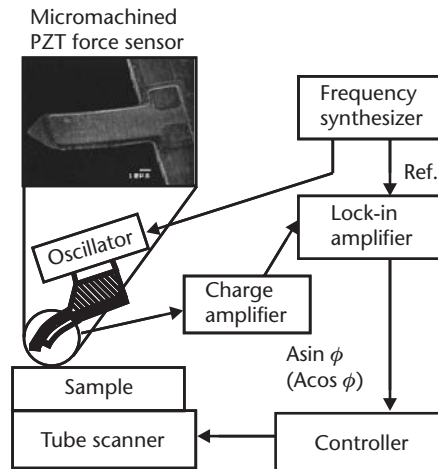 Micromachined
PZT force sensor
Frequency
synthesizer
Ref.
Oscillator
Lock-in
amplifier
Charge
amplifier
Asin ϕ
(Acos ϕ)
Sample
Tube scanner
Controller